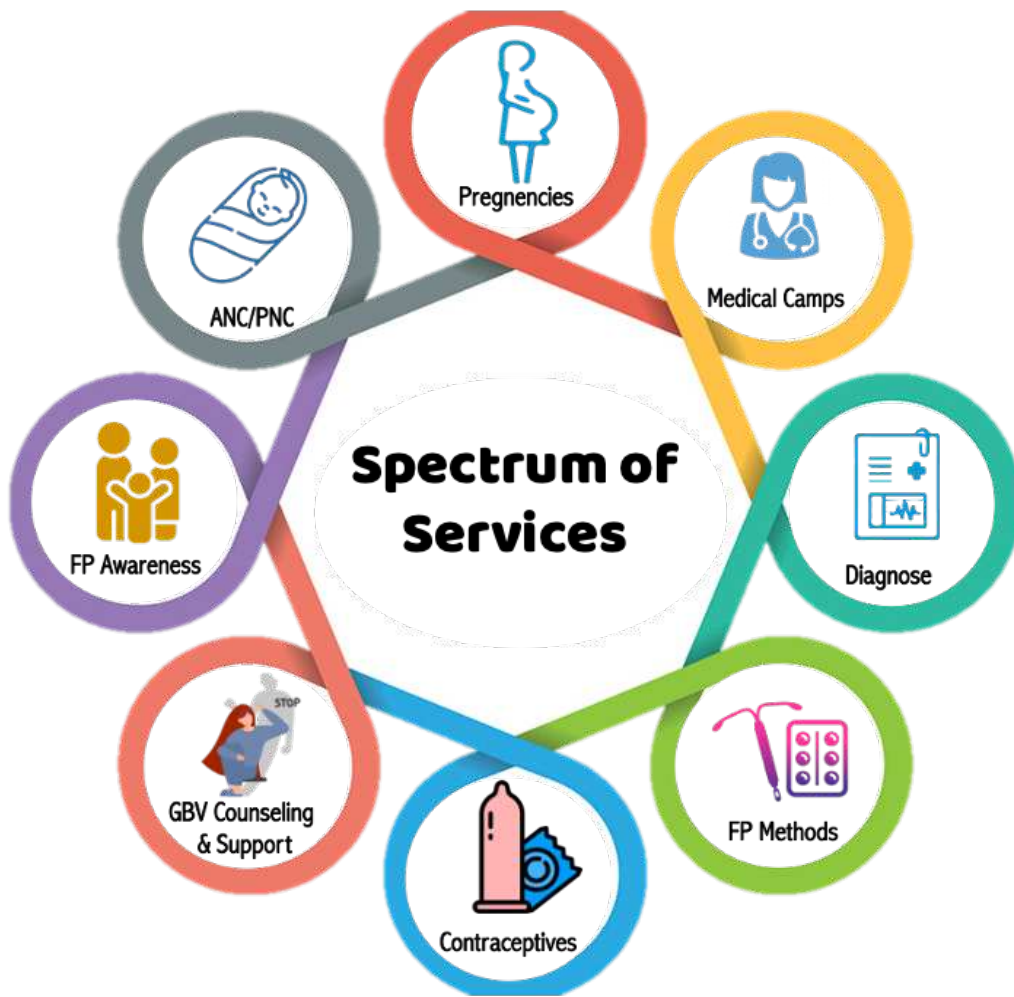 Pregnencies
Medical Camps
Diagnose
FP Methods
Contraceptives
STOP
GBV Counseling
& Support
FP Awareness
ANC/PNC
Spectrum of
Services